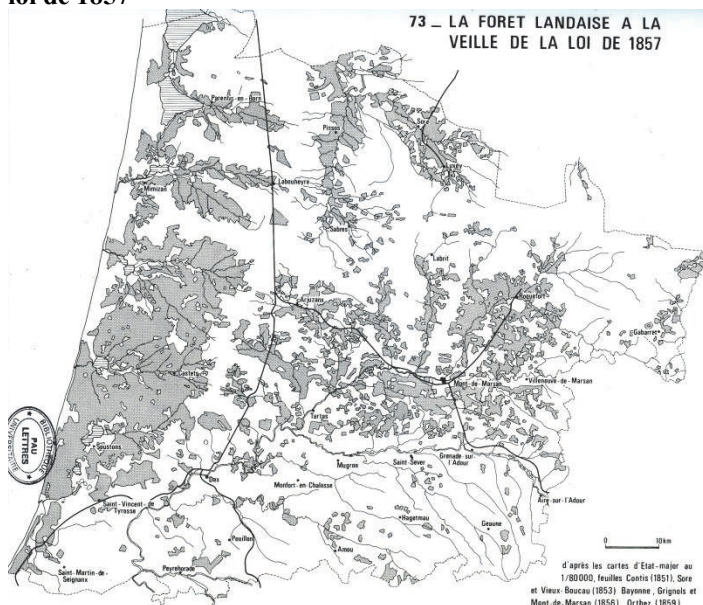 loi de 1857
73 _ LA FORET LANDAISE A LA
VEILLE DE LA LOI DE 1857
Parentis-en-Born
Pissos
Sore
Luxey
Mimizan
Labouheyre
Sabres
Labrit
Arjuzanx
Roquefort
Gabarret
Castets
Mont-de-Marsan
Villeneuve-de-Marsan
Tartas
Soustons
BIBLIOTHEQUE
PAU
LETTRES
Dax
Mugron
Saint-Sever
Grenade-sur
l'Adour
Monfort-en-Chalosse
Aire-sur-l'Adour
Saint-Vincent-de
Tyrosse
Hagetmau
Geaune
Pouillon
Amou
Saint-Martin-de
Seignanx
Peyrehorade
0 10km
d'après les cartes d'Etat-major au
1/80000, feuilles Contis (1851), Sore
et Vieux-Boucau (1853) Bayonne, Grignols et
Mont-de-Marsan (1856), Orthez (1859)